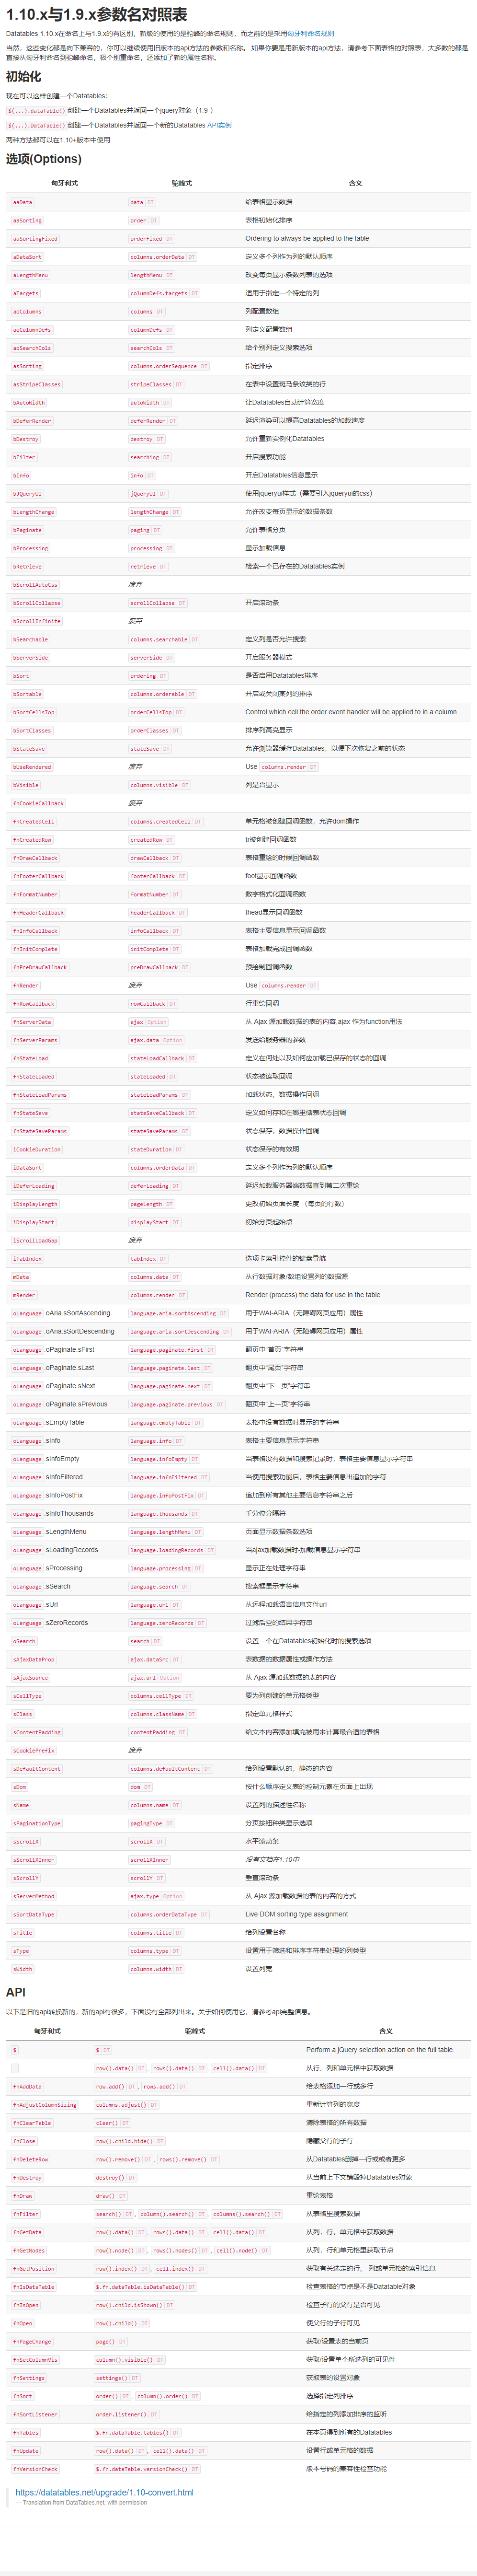 1.10.x与1.9.x参数名对照表
Datatables 1.10.x在命名上与1.9.x的有区别，新版的使用的是驼峰的命名规则，而之前的是采用匈牙利命名规则
当然，这些变化都是向下兼容的，你可以继续使用旧版本的api方法的参数和名称。 如果你要是用新版本的api方法，请参考下面表格的对照表，大多数的都是
直接从匈牙利命名到驼峰命名，极个别重命名，还添加了新的属性名称。
初始化
现在可以这样创建一个Datatables：
$(...).dataTable() 创建一个Datatables并返回一个jquery对象（1.9-）
$(...).DataTable() 创建一个Datatables并返回一个新的Datatables API实例
两种方法都可以在1.10+版本中使用
选项(Options)
匈牙利式 驼峰式 含义
aaData data DT 给表格显示数据
aaSorting order DT 表格初始化排序
aaSortingFixed orderFixed DT Ordering to always be applied to the table
aDataSort columns.orderData DT 定义多个列作为列的默认顺序
aLengthMenu lengthMenu DT 改变每页显示条数列表的选项
aTargets columnDefs.targets DT 适用于指定一个特定的列
aoColumns columns DT 列配置数组
aoColumnDefs columnDefs DT 列定义配置数组
aoSearchCols searchCols DT 给个别列定义搜索选项
asSorting columns.orderSequence DT 指定排序
asStripeClasses stripeClasses DT 在表中设置斑马条纹类的行
bAutoWidth autoWidth DT 让Datatables自动计算宽度
bDeferRender deferRender DT 延迟渲染可以提高Datatables的加载速度
bDestroy destroy DT 允许重新实例化Datatables
bFilter searching DT 开启搜索功能
bInfo info DT 开启Datatables信息显示
bJQueryUI jQueryUI DT 使用jqueryui样式（需要引入jqueryui的css）
bLengthChange lengthChange DT 允许改变每页显示的数据条数
bPaginate paging DT 允许表格分页
bProcessing processing DT 显示加载信息
bRetrieve retrieve DT 检索一个已存在的Datatables实例
bScrollAutoCss 废弃
bScrollCollapse scrollCollapse DT 开启滚动条
bScrollInfinite 废弃
bSearchable columns.searchable DT 定义列是否允许搜索
bServerSide serverSide DT 开启服务器模式
bSort ordering DT 是否启用Datatables排序
bSortable columns.orderable DT 开启或关闭某列的排序
bSortCellsTop orderCellsTop DT Control which cell the order event handler will be applied to in a column
bSortClasses orderClasses DT 排序列高亮显示
bStateSave stateSave DT 允许浏览器缓存Datatables，以便下次恢复之前的状态
bUseRendered 废弃 Use columns.render DT
bVisible columns.visible DT 列是否显示
fnCookieCallback 废弃
fnCreatedCell columns.createdCell DT 单元格被创建回调函数，允许dom操作
fnCreatedRow createdRow DT tr被创建回调函数
fnDrawCallback drawCallback DT 表格重绘的时候回调函数
fnFooterCallback footerCallback DT foot显示回调函数
fnFormatNumber formatNumber DT 数字格式化回调函数
fnHeaderCallback headerCallback DT thead显示回调函数
fnInfoCallback infoCallback DT 表格主要信息显示回调函数
fnInitComplete initComplete DT 表格加载完成回调函数
fnPreDrawCallback preDrawCallback DT 预绘制回调函数
fnRender 废弃 Use columns.render DT
fnRowCallback rowCallback DT 行重绘回调
fnServerData ajax Option 从 Ajax 源加载数据的表的内容,ajax 作为function用法
fnServerParams ajax.data Option 发送给服务器的参数
fnStateLoad stateLoadCallback DT 定义在何处以及如何应加载已保存的状态的回调
fnStateLoaded stateLoaded DT 状态被读取回调
fnStateLoadParams stateLoadParams DT 加载状态，数据操作回调
fnStateSave stateSaveCallback DT 定义如何存和在哪里储表状态回调
fnStateSaveParams stateSaveParams DT 状态保存，数据操作回调
iCookieDuration stateDuration DT 状态保存的有效期
iDataSort columns.orderData DT 定义多个列作为列的默认顺序
iDeferLoading deferLoading DT 延迟加载服务器端数据直到第二次重绘
iDisplayLength pageLength DT 更改初始页面长度 （每页的行数）
iDisplayStart displayStart DT 初始分页起始点
iScrollLoadGap 废弃
iTabIndex tabIndex DT 选项卡索引控件的键盘导航
mData columns.data DT 从行数据对象/数组设置列的数据源
mRender columns.render DT Render (process) the data for use in the table
oLanguage.oAria.sSortAscending language.aria.sortAscending DT 用于WAI-ARIA（无障碍网页应用）属性
oLanguage.oAria.sSortDescending language.aria.sortDescending DT 用于WAI-ARIA（无障碍网页应用）属性
oLanguage.oPaginate.sFirst language.paginate.first DT 翻页中“首页”字符串
oLanguage.oPaginate.sLast language.paginate.last DT 翻页中“尾页”字符串
oLanguage.oPaginate.sNext language.paginate.next DT 翻页中“下一页”字符串
oLanguage.oPaginate.sPrevious language.paginate.previous DT 翻页中“上一页”字符串
oLanguage.sEmptyTable language.emptyTable DT 表格中没有数据时显示的字符串
oLanguage.sInfo language.info DT 表格主要信息显示字符串
oLanguage.sInfoEmpty language.infoEmpty DT 当表格没有数据和搜索记录时，表格主要信息显示字符串
oLanguage.sInfoFiltered language.infoFiltered DT 当使用搜索功能后，表格主要信息出追加的字符
oLanguage.sInfoPostFix language.infoPostFix DT 追加到所有其他主要信息字符串之后
oLanguage.sInfoThousands language.thousands DT 千分位分隔符
oLanguage.sLengthMenu language.lengthMenu DT 页面显示数据条数选项
oLanguage.sLoadingRecords language.loadingRecords DT 当ajax加载数据时-加载信息显示字符串
oLanguage.sProcessing language.processing DT 显示正在处理字符串
oLanguage.sSearch language.search DT 搜索框显示字符串
oLanguage.sUrl language.url DT 从远程加载语言信息文件url
oLanguage.sZeroRecords language.zeroRecords DT 过滤后空的结果字符串
oSearch search DT 设置一个在Datatables初始化时的搜索选项
sAjaxDataProp ajax.dataSrc DT 表数据的数据属性或操作方法
sAjaxSource ajax.url Option 从 Ajax 源加载数据的表的内容
sCellType columns.cellType DT 要为列创建的单元格类型
sClass columns.className DT 指定单元格样式
sContentPadding contentPadding DT 给文本内容添加填充被用来计算最合适的表格
sCookiePrefix 废弃
sDefaultContent columns.defaultContent DT 给列设置默认的，静态的内容
sDom dom DT 按什么顺序定义表的控制元素在页面上出现
sName columns.name DT 设置列的描述性名称
sPaginationType pagingType DT 分页按钮种类显示选项
sScrollX scrollX DT 水平滚动条
sScrollXInner scrollXInner 没有文档在1.10中
sScrollY scrollY DT 垂直滚动条
sServerMethod ajax.type Option 从 Ajax 源加载数据的表的内容的方式
sSortDataType columns.orderDataType DT Live DOM sorting type assignment
sTitle columns.title DT 给列设置名称
sType columns.type DT 设置用于筛选和排序字符串处理的列类型
sWidth columns.width DT 设置列宽
API
以下是旧的api转换新的，新的api有很多，下面没有全部列出来。关于如何使用它，请参考api完整信息。
匈牙利式 驼峰式 含义
$ $ DT Perform a jQuery selection action on the full table.
_ row().data() DT, rows().data() DT, cell().data() DT 从行，列和单元格中获取数据
fnAddData row.add() DT, rows.add() DT 给表格添加一行或多行
fnAdjustColumnSizing columns.adjust() DT 重新计算列的宽度
fnClearTable clear() DT 清除表格的所有数据
fnClose row().child.hide() DT 隐藏父行的子行
fnDeleteRow row().remove() DT, rows().remove() DT 从Datatables删掉一行或或者更多
fnDestroy destroy() DT 从当前上下文销毁掉Datatables对象
fnDraw draw() DT 重绘表格
fnFilter search() DT, column().search() DT, columns().search() DT 从表格里搜索数据
fnGetData row().data() DT, rows().data() DT, cell().data() DT 从列，行，单元格中获取数据
fnGetNodes row().node() DT, rows().nodes() DT, cell().node() DT 从列，行和单元格里获取节点
fnGetPosition row().index() DT, cell.index() DT 获取有关选定的行， 列或单元格的索引信息
fnIsDataTable $.fn.dataTable.isDataTable() DT 检查表格的节点是不是Datatable对象
fnIsOpen row().child.isShown() DT 检查子行的父行是否可见
fnOpen row().child() DT 使父行的子行可见
fnPageChange page() DT 获取/设置表的当前页
fnSetColumnVis column().visible() DT 获取/设置单个所选列的可见性
fnSettings settings() DT 获取表的设置对象
fnSort order() DT, column().order() DT 选择指定列排序
fnSortListener order.listener() DT 给指定的列添加排序的监听
fnTables $.fn.dataTable.tables() DT 在本页得到所有的Datatables
fnUpdate row().data() DT, cell().data() DT 设置行或单元格的数据
fnVersionCheck $.fn.dataTable.versionCheck() DT 版本号码的兼容性检查功能
https://datatables.net/upgrade/1.10-convert.html
— Translation from DataTables.net, with permission